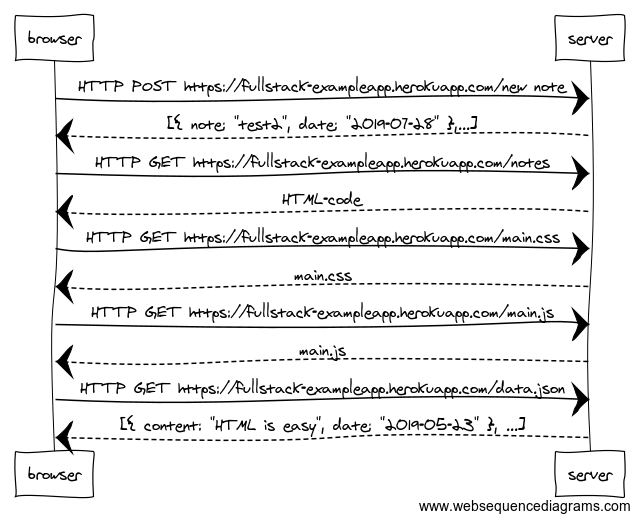 browser server
HTTP POST https://fullstack-exampleapp.herokuapp.com/new note
[{ note: "test2", date: "2019-07-28" },...]
HTTP GET https://fullstack-exampleapp.herokuapp.com/notes
HTML-code
HTTP GET https://fullstack-exampleapp.herokuapp.com/main.css
main.css
HTTP GET https://fullstack-exampleapp.herokuapp.com/main.js
main.js
HTTP GET https://fullstack-exampleapp.herokuapp.com/data.json
[{ content: "HTML is easy", date: "2019-05-23" }, ...]
browser server
www.websequencediagrams.com